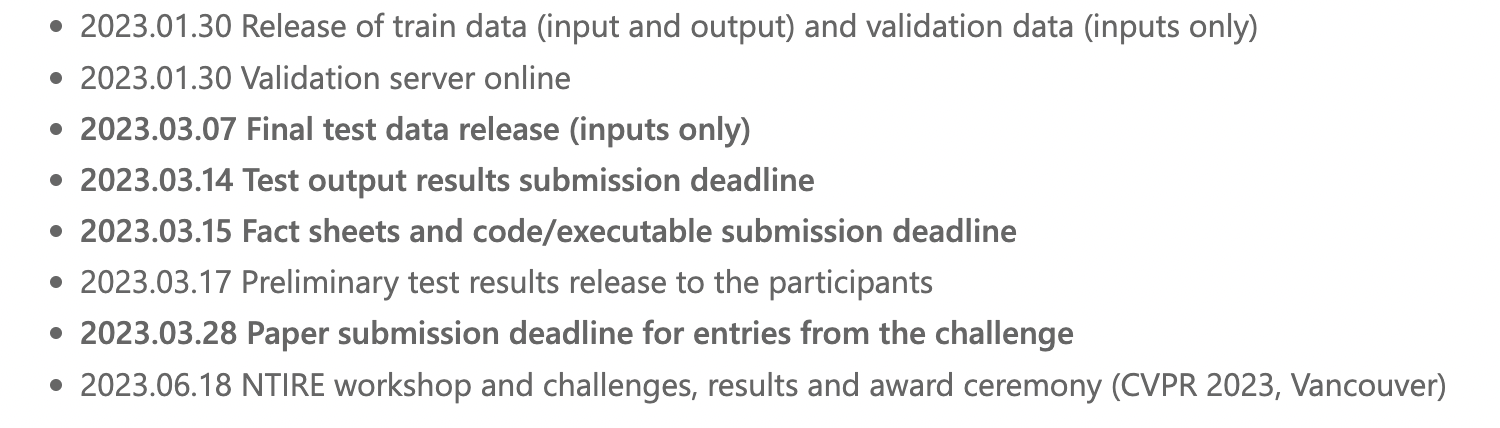 • 2023.01.30 Release of train data (input and output) and validation data (inputs only)
• 2023.01.30 Validation server online
• 2023.03.07 Final test data release (inputs only)
• 2023.03.14 Test output results submission deadline
• 2023.03.15 Fact sheets and code/executable submission deadline
• 2023.03.17 Preliminary test results release to the participants
• 2023.03.28 Paper submission deadline for entries from the challenge
• 2023.06.18 NTIRE workshop and challenges, results and award ceremony (CVPR 2023, Vancouver)